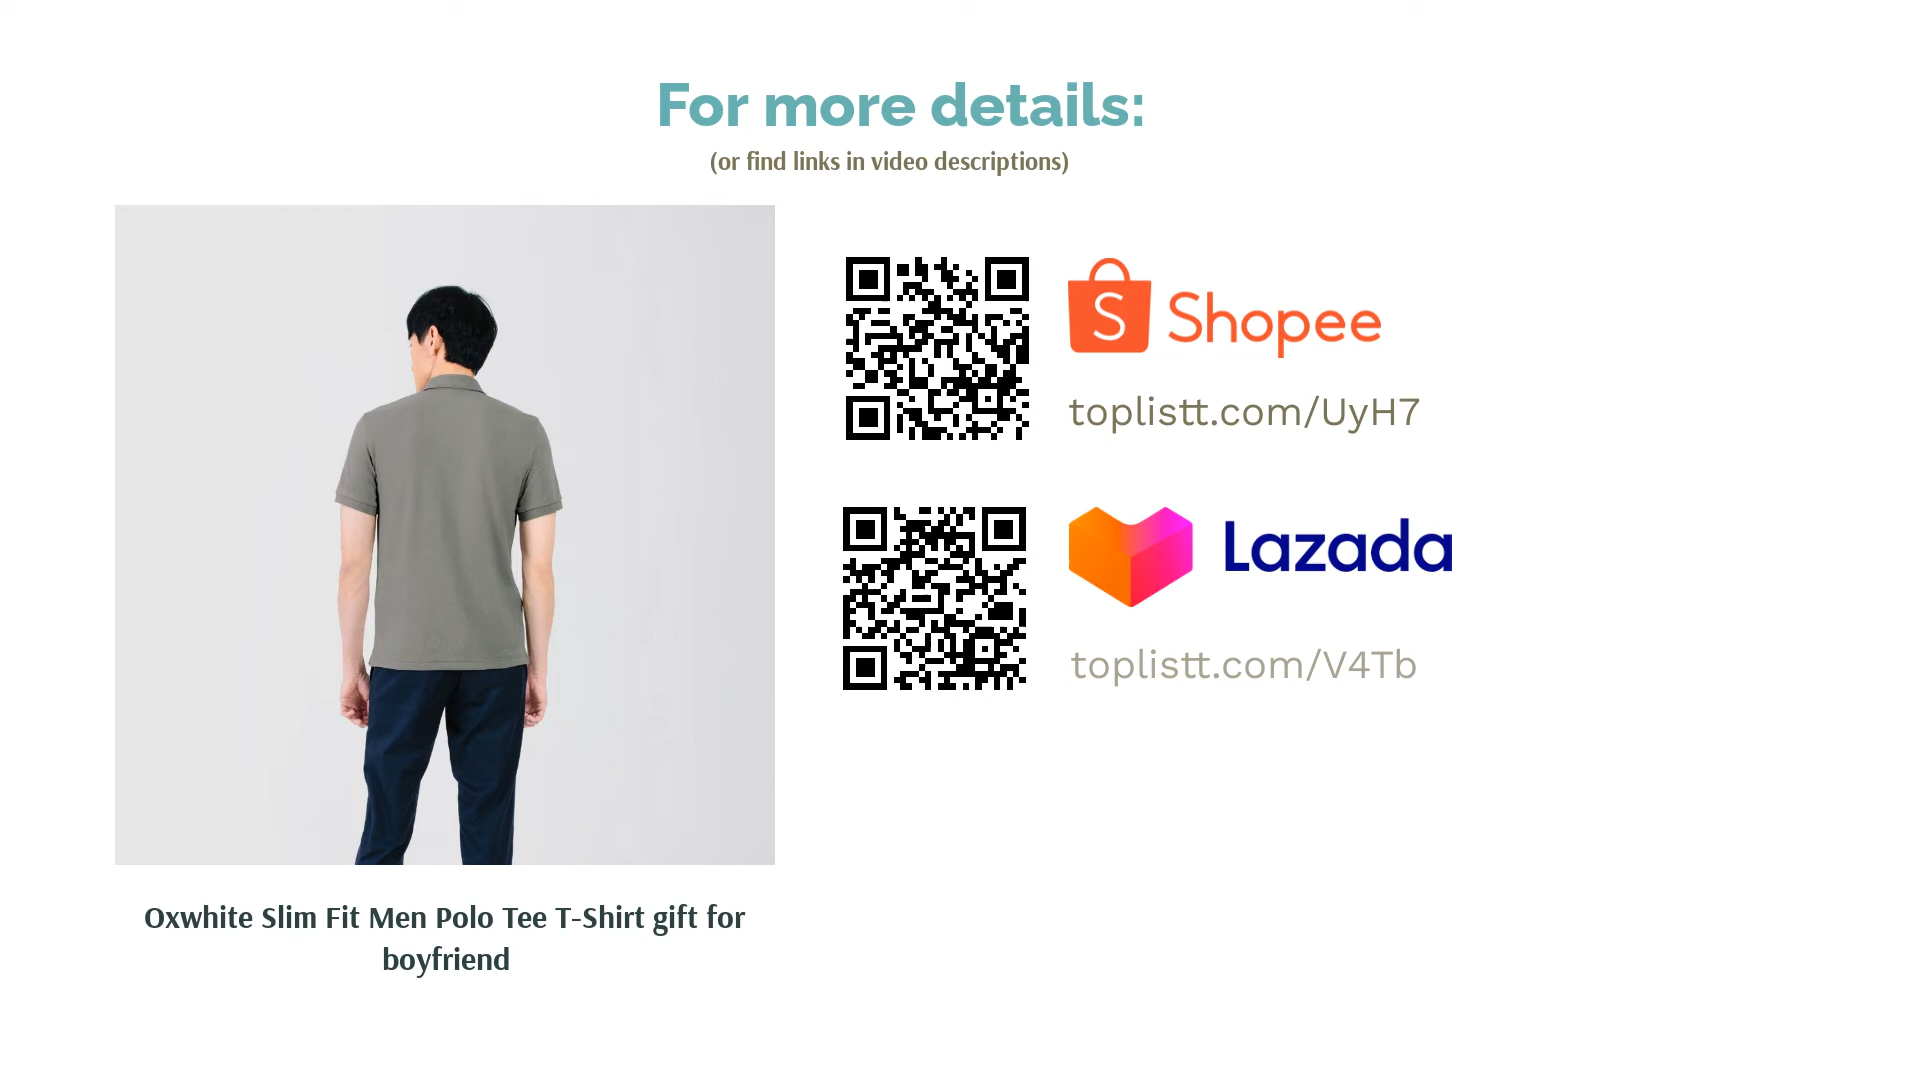 For more details:
(or find links in video descriptions)
S Shopee
toplistt.com/UyH7
Lazada
toplistt.com/V4Tb
Oxwhite Slim Fit Men Polo Tee T-Shirt gift for
boyfriend